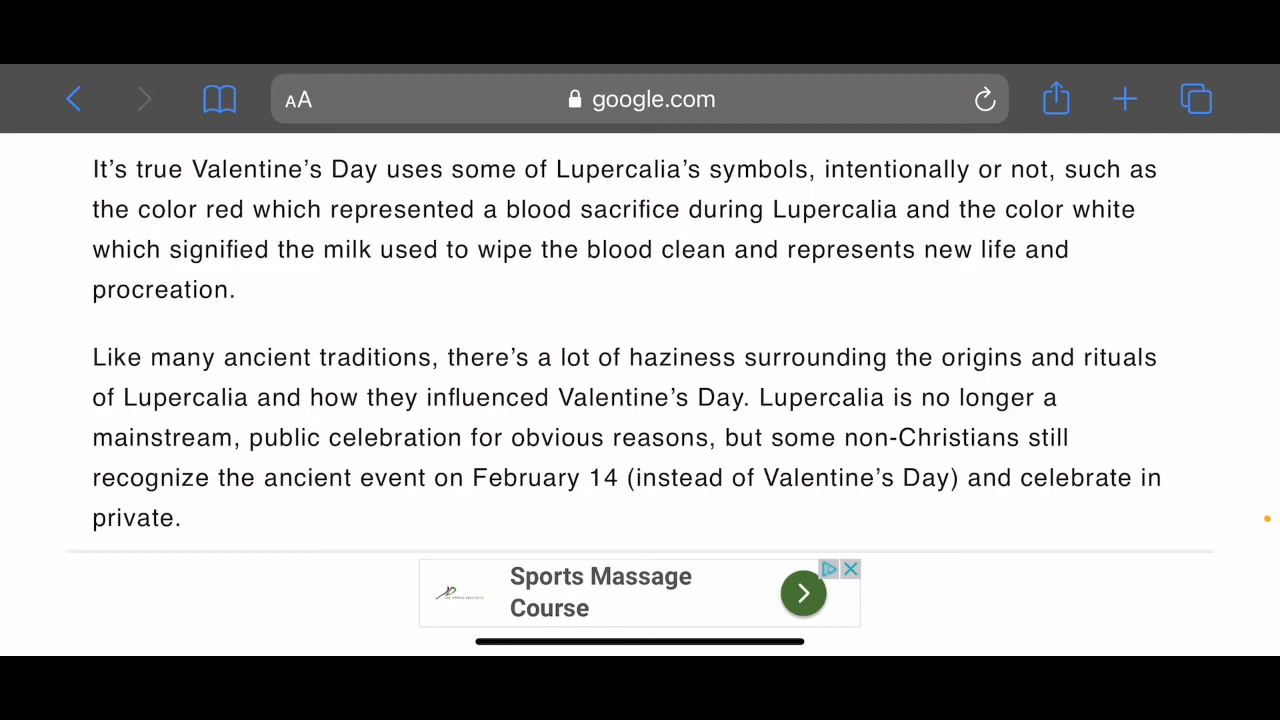 AA google.com
It's true Valentine's Day uses some of Lupercalia's symbols, intentionally or not, such as
the color red which represented a blood sacrifice during Lupercalia and the color white
which signified the milk used to wipe the blood clean and represents new life and
procreation.
Like many ancient traditions, there's a lot of haziness surrounding the origins and rituals
of Lupercalia and how they influenced Valentine's Day. Lupercalia is no longer a
mainstream, public celebration for obvious reasons, but some non-Christians still
recognize the ancient event on February 14 (instead of Valentine's Day) and celebrate in
private.
Sports Massage
Course